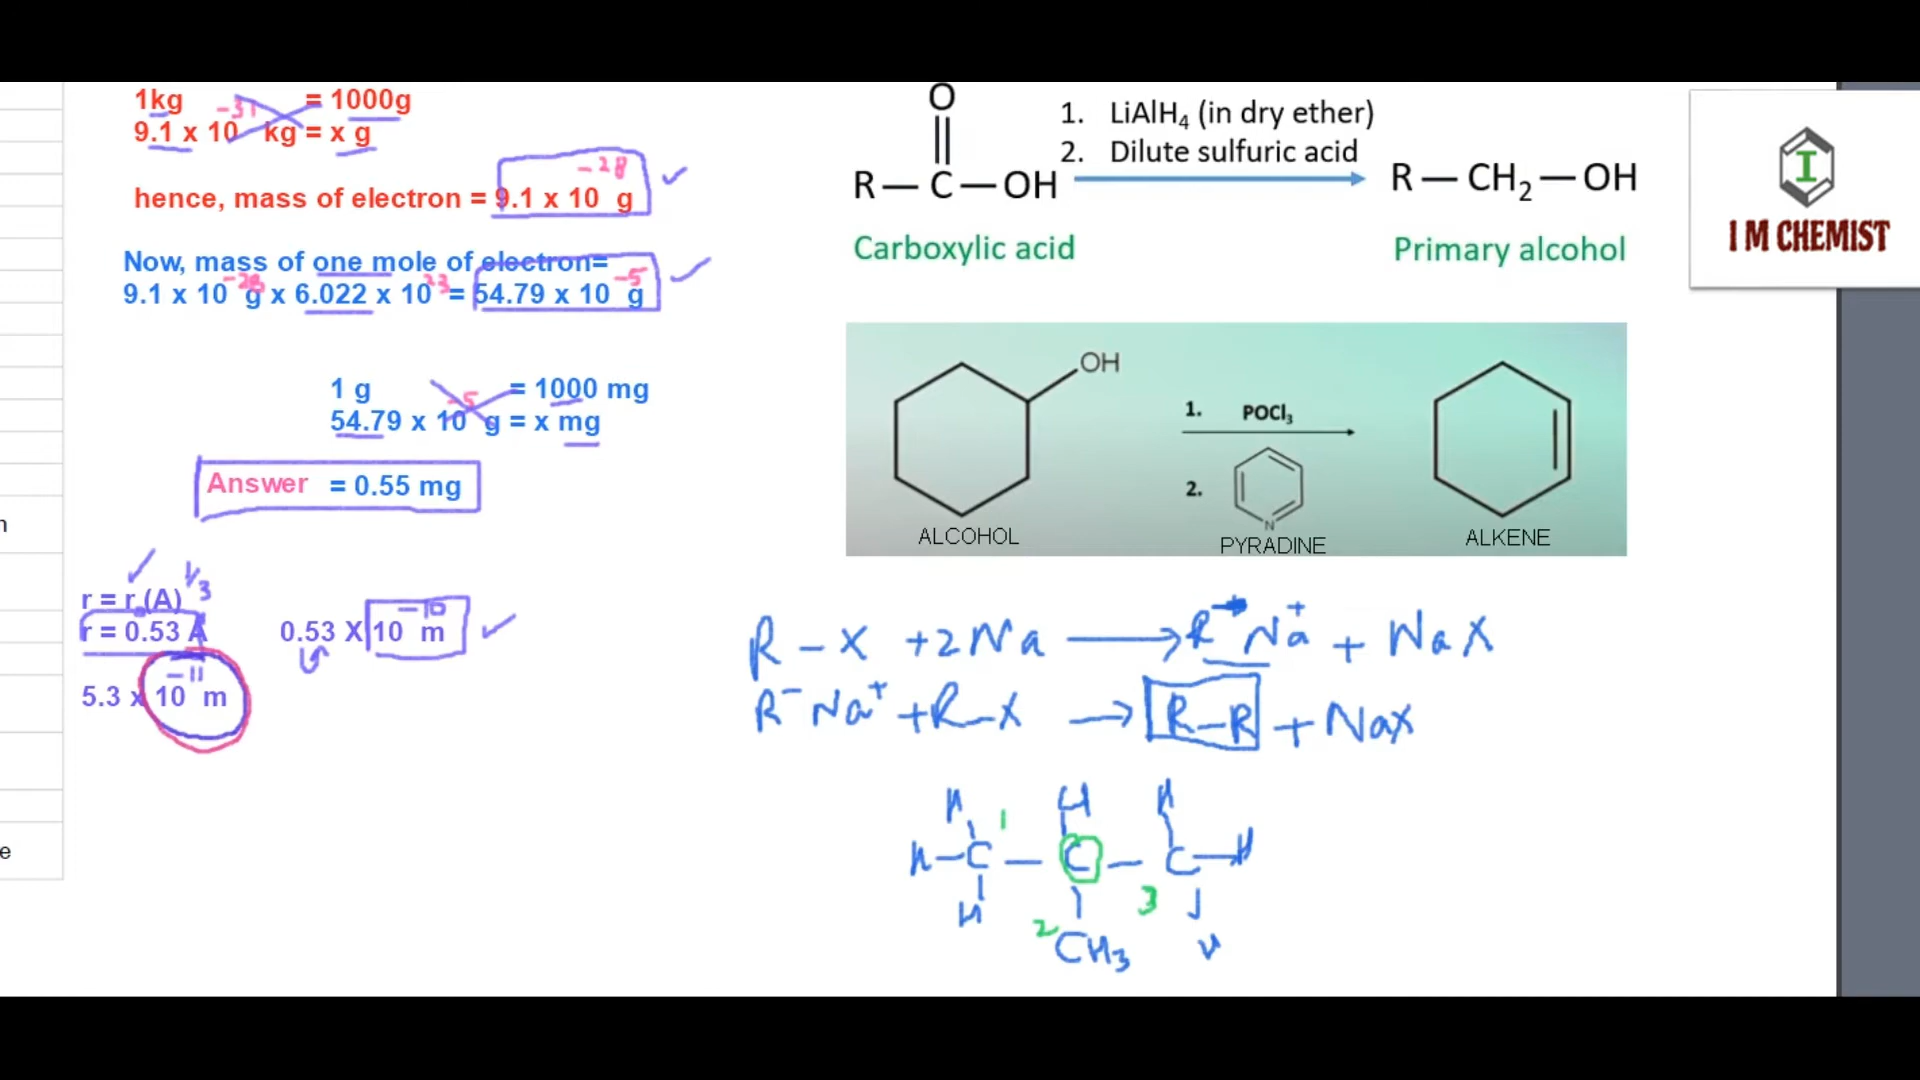 1kg = 1000g
9.1 x 10⁻³¹ kg = x g
hence, mass of electron = 9.1 x 10⁻²⁸ g
Now, mass of one mole of electron=
9.1 x 10⁻²⁸ g x 6.022 x 10²³ = 54.79 x 10⁻⁵ g
1 g = 1000 mg
54.79 x 10⁻⁵ g = x mg
Answer = 0.55 mg
n
r = r₀(A)^1/3
r = 0.53 A
0.53 X 10⁻¹⁰ m
5.3 x 10⁻¹¹ m
e
O
R—C—OH
1. LiAlH₄ (in dry ether)
2. Dilute sulfuric acid
R—CH₂—OH
Carboxylic acid
Primary alcohol
I
I M CHEMIST
OH
1. POCl₃
2.
N
ALCOHOL
PYRADINE
ALKENE
R-X +2Na → R⁻Na⁺ + NaX
R⁻Na⁺ +R-X → R-R + NaX
H H H
1
H-C-C-C-H
3
H H
2
CH₃